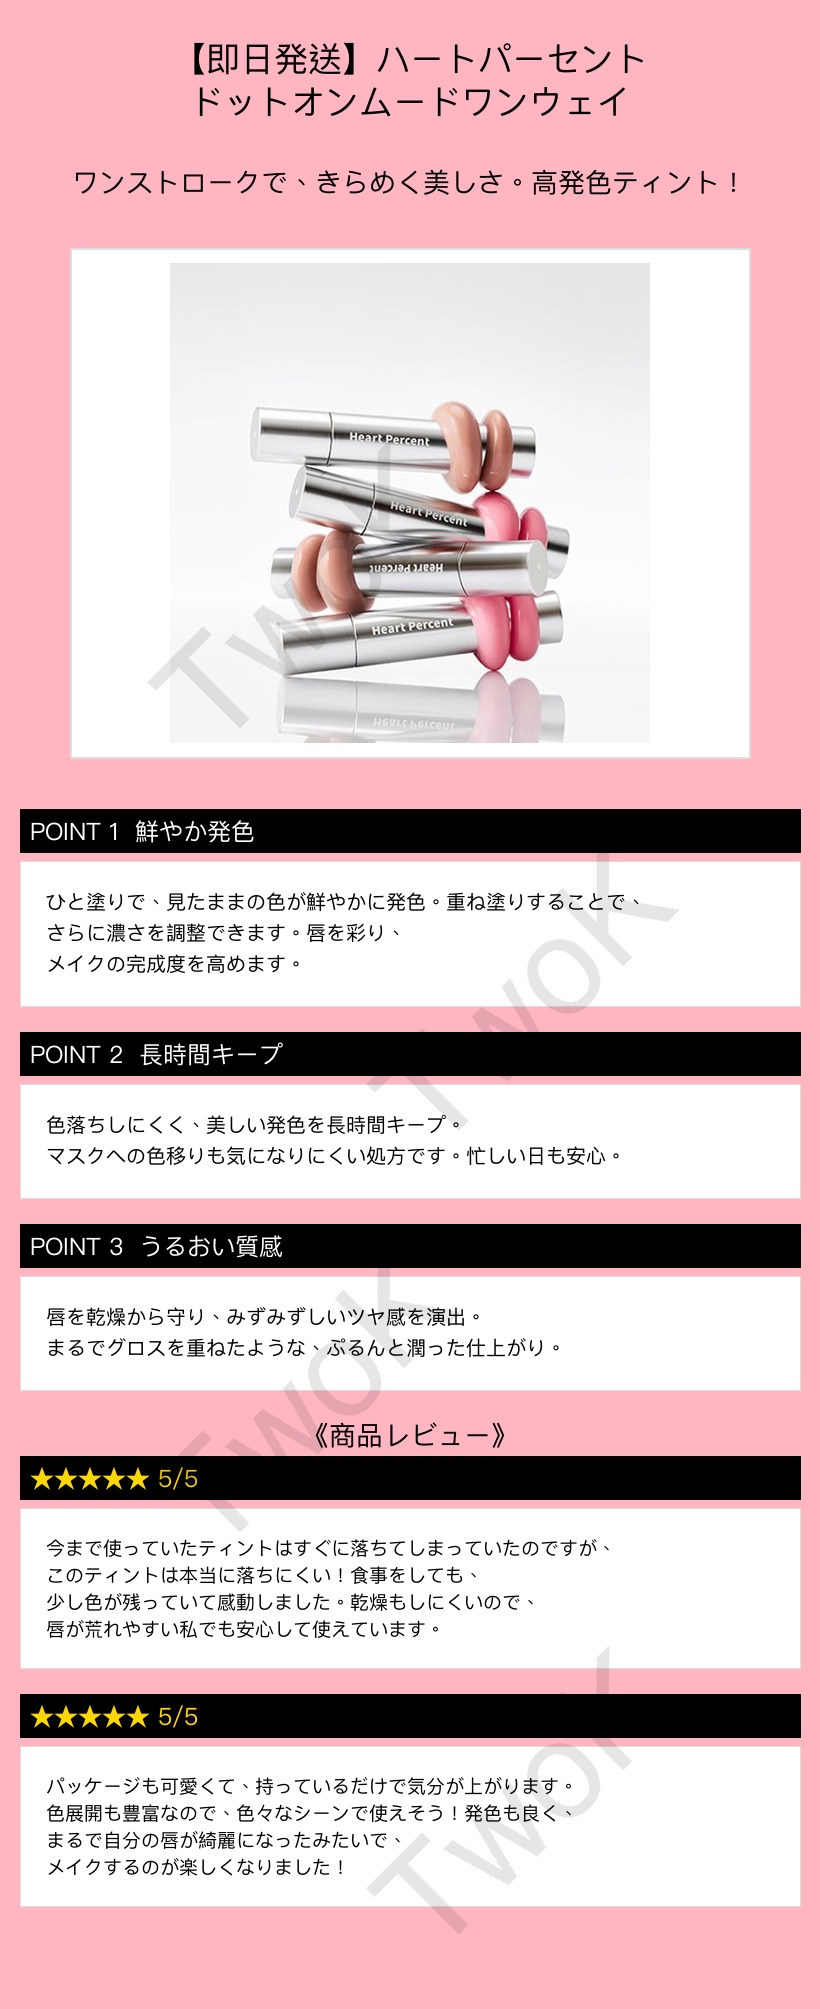 【即日発送】ハートパーセント
ドットオンムードワンウェイ
ワンストロークで、きらめく美しさ。高発色ティント！
Heart Percent
Heart Percent
Heart Percent
Heart Percent
Heart Percent
TwoK
POINT 1 鮮やか発色
ひと塗りで、見たままの色が鮮やかに発色。重ね塗りすることで、
さらに濃さを調整できます。唇を彩り、
メイクの完成度を高めます。
TwoK
POINT 2 長時間キープ
色落ちしにくく、美しい発色を長時間キープ。
マスクへの色移りも気になりにくい処方です。忙しい日も安心。
POINT 3 うるおい質感
唇を乾燥から守り、みずみずしいツヤ感を演出。
まるでグロスを重ねたような、ぷるんと潤った仕上がり。
TwoK
《商品レビュー》
★★★★★ 5/5
今まで使っていたティントはすぐに落ちてしまっていたのですが、
このティントは本当に落ちにくい！食事をしても、
少し色が残っていて感動しました。乾燥もしにくいので、
唇が荒れやすい私でも安心して使えています。
★★★★★ 5/5
パッケージも可愛くて、持っているだけで気分が上がります。
色展開も豊富なので、色々なシーンで使えそう！発色も良く、
まるで自分の唇が綺麗になったみたいで、
メイクするのが楽しくなりました！
TwoK